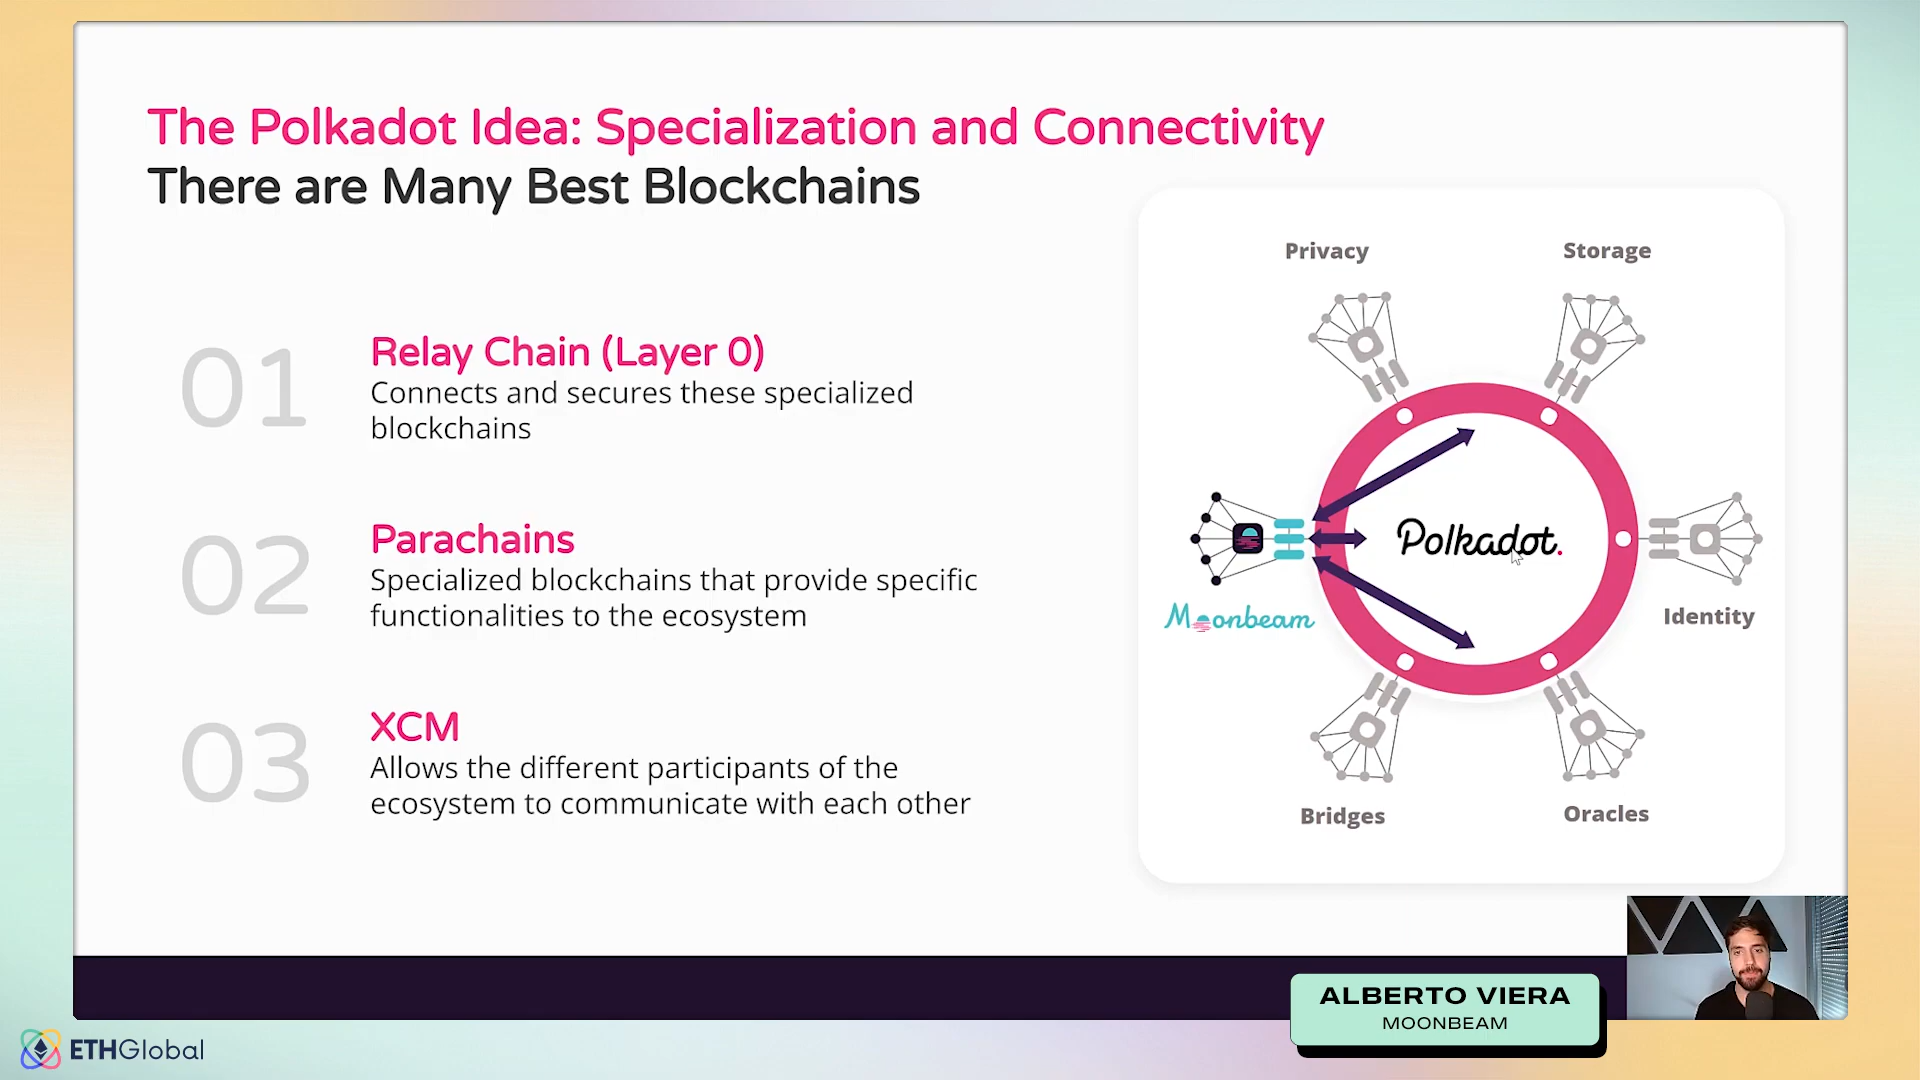 The Polkadot Idea: Specialization and Connectivity
There are Many Best Blockchains
01
Relay Chain (Layer 0)
Connects and secures these specialized
blockchains
02
Parachains
Specialized blockchains that provide specific
functionalities to the ecosystem
03
XCM
Allows the different participants of the
ecosystem to communicate with each other
Privacy
Storage
Polkadot.
Moonbeam
Identity
Bridges
Oracles
ALBERTO VIERA
MOONBEAM
ETHGlobal